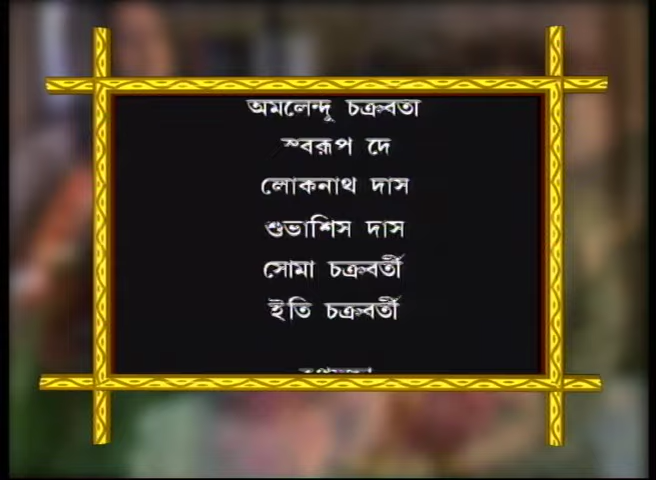 অমলেন্দু চক্রবর্তী
স্বরূপ দে
লোকনাথ দাস
শুভাশিস দাস
সোমা চক্রবর্তী
ইতি চক্রবর্তী